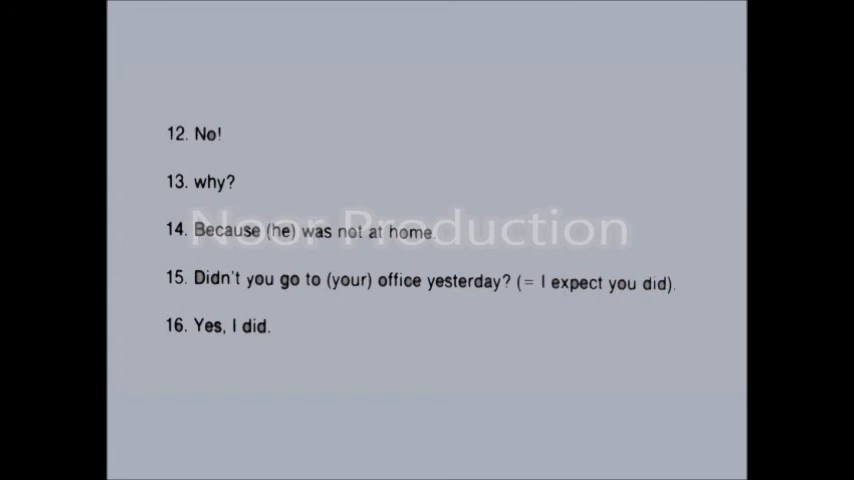 12. No!
13. why?
Noor Production
14. Because (he) was not at home.
15. Didn't you go to (your) office yesterday? (= I expect you did).
16. Yes, I did.